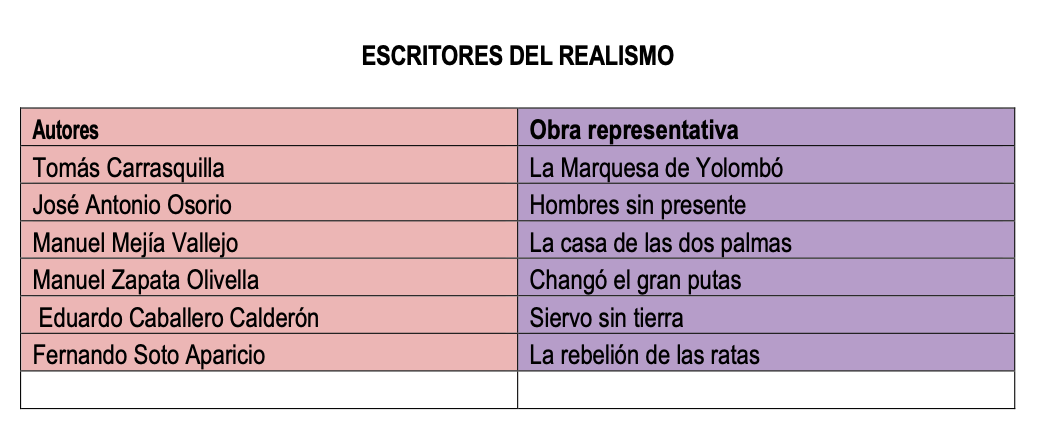 ESCRITORES DEL REALISMO
Autores Obra representativa
Tomás Carrasquilla La Marquesa de Yolombó
José Antonio Osorio Hombres sin presente
Manuel Mejía Vallejo La casa de las dos palmas
Manuel Zapata Olivella Changó el gran putas
Eduardo Caballero Calderón Siervo sin tierra
Fernando Soto Aparicio La rebelión de las ratas